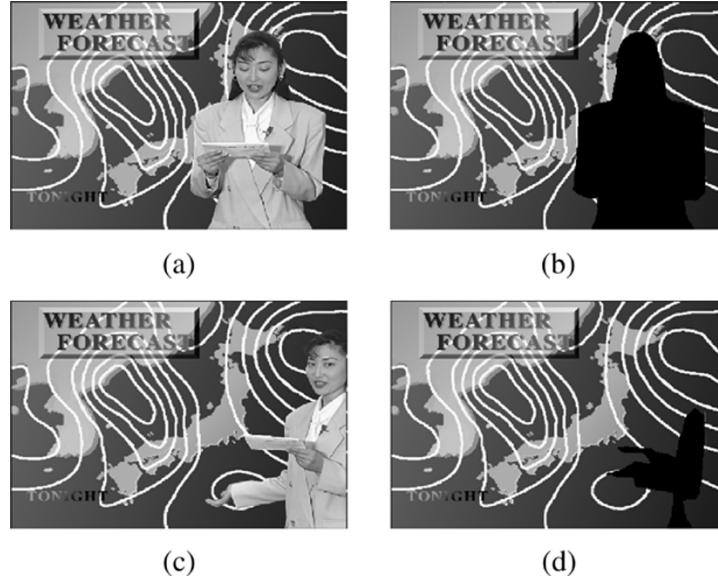 WEATHER
FORECAST
TONIGHT
(a)
WEATHER
FORECAST
TONIGHT
(b)
WEATHER
FORECAST
TONIGHT
(c)
WEATHER
FORECAST
TONIGHT
(d)